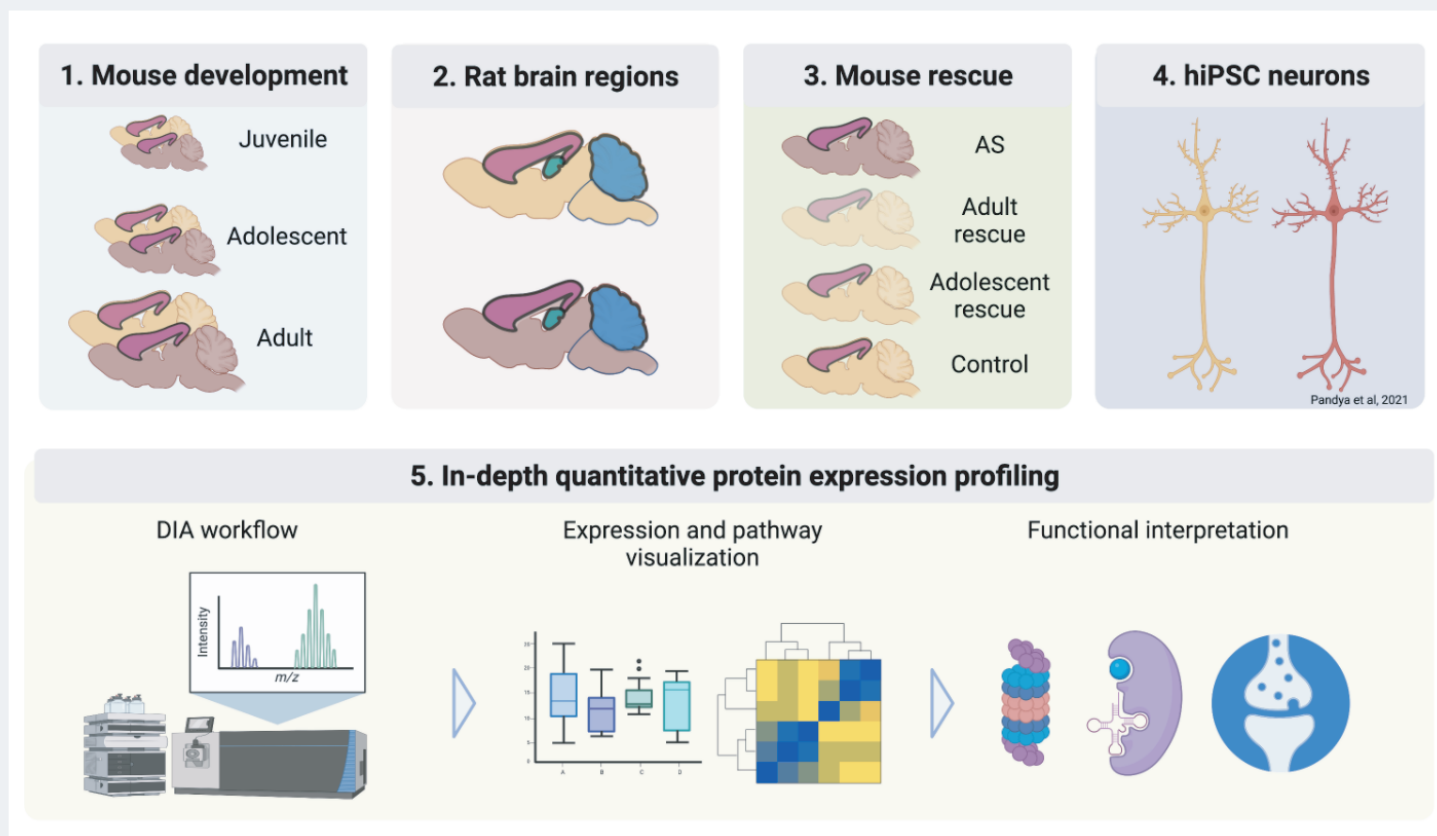 1. Mouse development
Juvenile
Adolescent
Adult
2. Rat brain regions
3. Mouse rescue
AS
Adult
rescue
Adolescent
rescue
Control
4. hiPSC neurons
Pandya et al, 2021
5. In-depth quantitative protein expression profiling
DIA workflow
Intensity
m/z
Expression and pathway
visualization
A B C
Functional interpretation